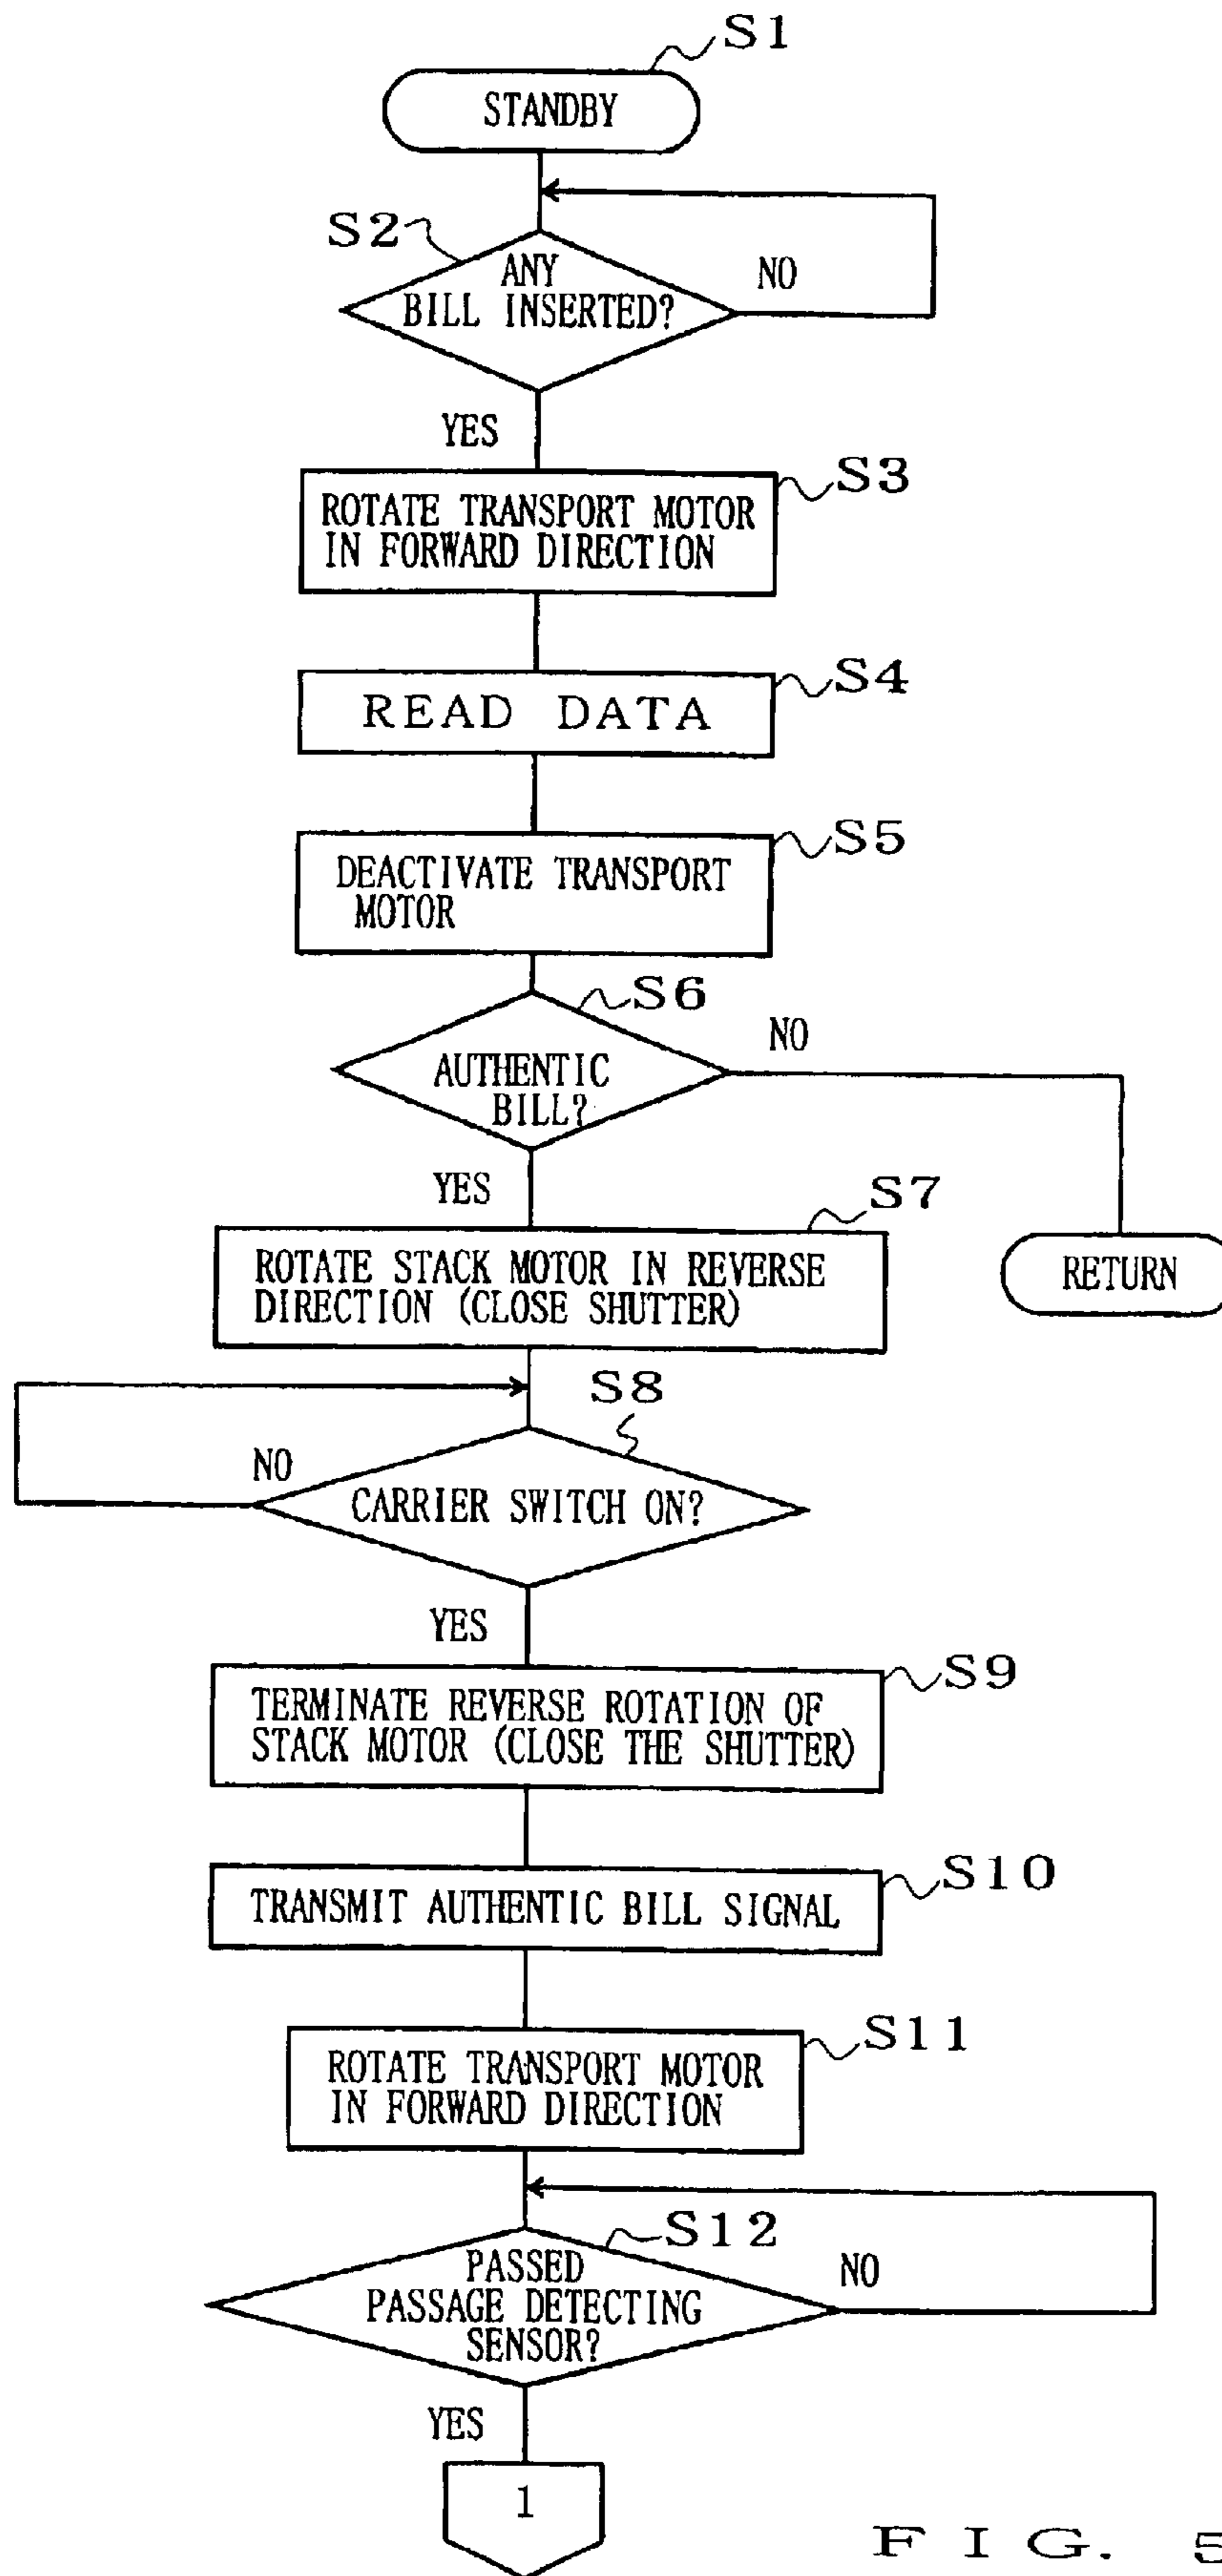 S1
STANDBY
S2
ANY
BILL INSERTED?
NO
YES
S3
ROTATE TRANSPORT MOTOR
IN FORWARD DIRECTION
S4
READ DATA
S5
DEACTIVATE TRANSPORT
MOTOR
S6
AUTHENTIC
BILL?
NO
YES
S7
ROTATE STACK MOTOR IN REVERSE
DIRECTION (CLOSE SHUTTER)
RETURN
S8
NO
CARRIER SWITCH ON?
YES
S9
TERMINATE REVERSE ROTATION OF
STACK MOTOR (CLOSE THE SHUTTER)
S10
TRANSMIT AUTHENTIC BILL SIGNAL
S11
ROTATE TRANSPORT MOTOR
IN FORWARD DIRECTION
S12
PASSED
PASSAGE DETECTING
SENSOR?
NO
YES
1
FIG. 5